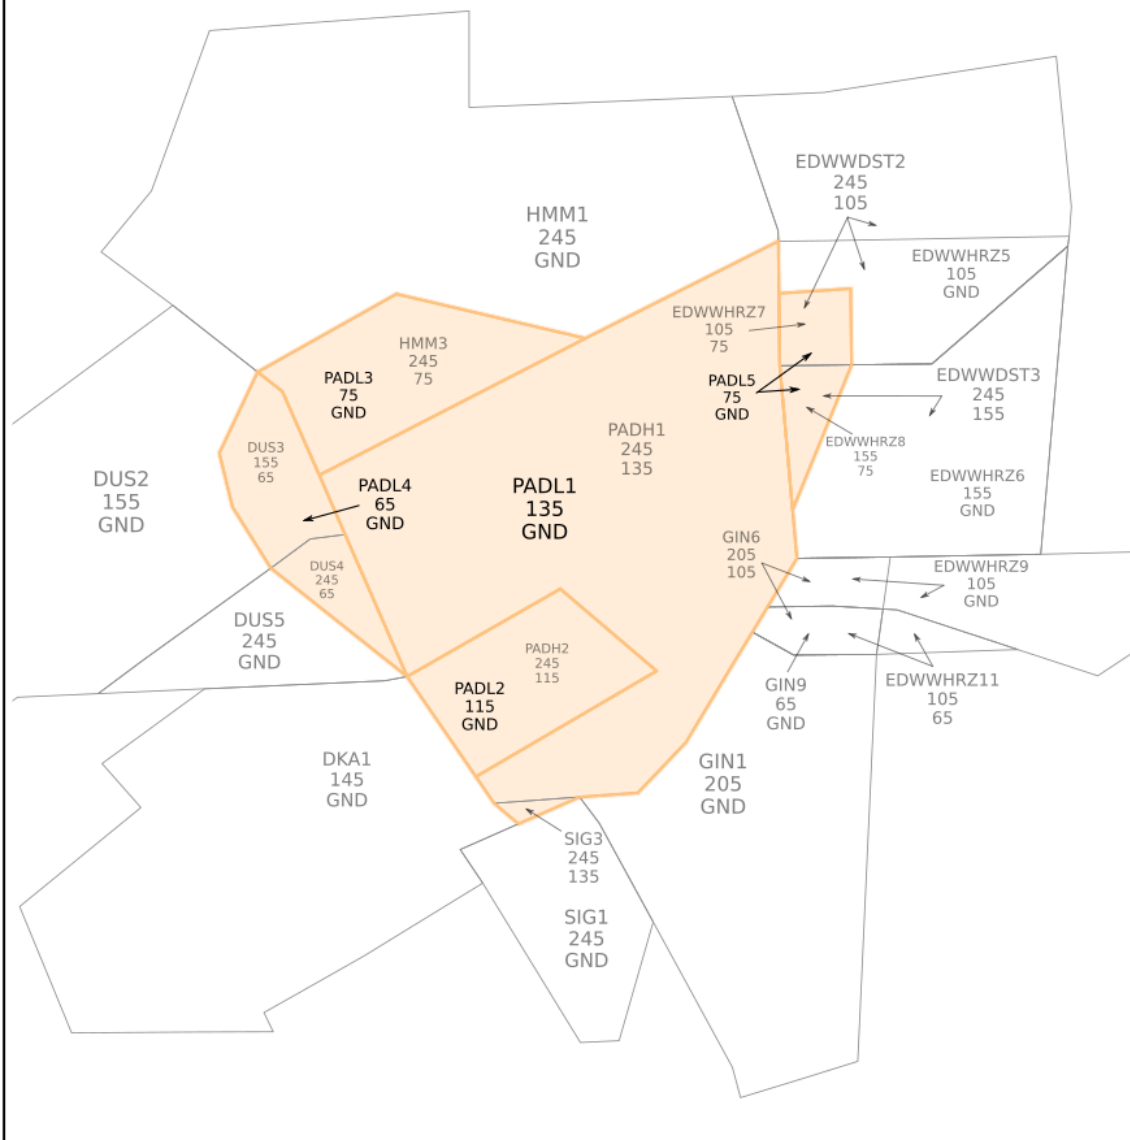 EDWWDST2
245
105
HMM1
245
GND
EDWWHRZ5
105
GND
EDWWHRZ7
105
75
HMM3
245
75
PADL3
75
GND
PADL5
75
GND
EDWWDST3
245
155
PADH1
245
135
EDWWHRZ8
155
75
DUS3
155
65
DUS2
155
GND
PADL4
65
GND
PADL1
135
GND
EDWWHRZ6
155
GND
GIN6
205
105
DUS4
245
65
EDWWHRZ9
105
GND
DUS5
245
GND
PADH2
245
115
PADL2
115
GND
GIN9
65
GND
EDWWHRZ11
105
65
DKA1
145
GND
GIN1
205
GND
SIG3
245
135
SIG1
245
GND